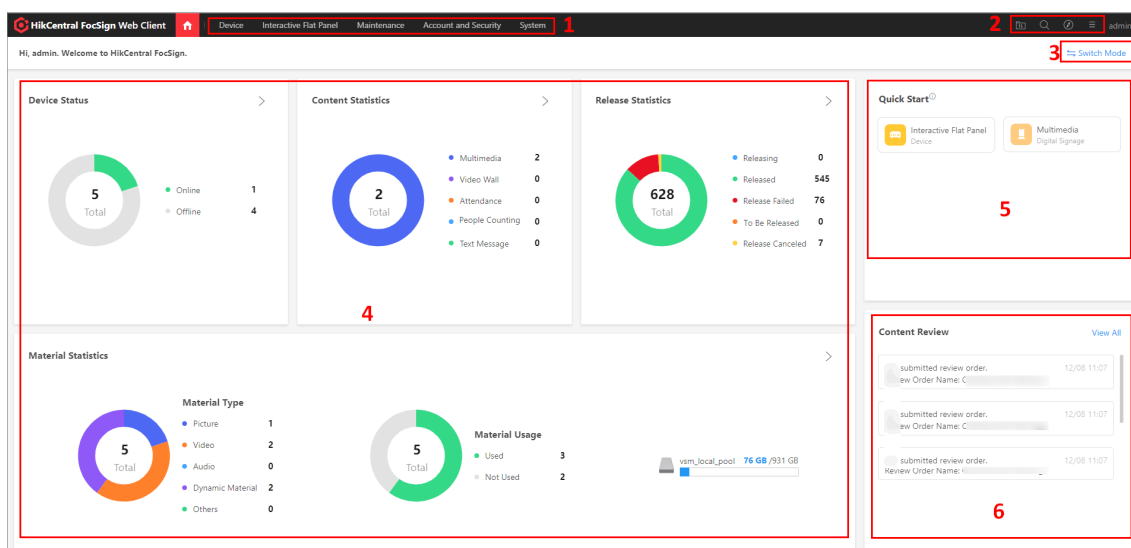 HikCentral FocSign Web Client Device Interactive Flat Panel Maintenance Account and Security System 1 2 admin
Hi, admin. Welcome to HikCentral FocSign. 3 Switch Mode
Device Status
5
Total
Online 1
Offline 4
Content Statistics
2
Total
Multimedia 2
Video Wall 0
Attendance 0
People Counting 0
Text Message 0
Release Statistics
628
Total
Releasing 0
Released 545
Release Failed 76
To Be Released 0
Release Canceled 7
4
Quick Start
Interactive Flat Panel
Device
Multimedia
Digital Signage
5
Material Statistics
5
Total
Material Type
Picture 1
Video 2
Audio 0
Dynamic Material 2
Others 0
5
Total
Material Usage
Used 3
Not Used 2
vsm_local_pool 76 GB /931 GB
Content Review View All
submitted review order. 12/08 11:07
ew Order Name:
submitted review order. 12/08 11:07
ew Order Name:
submitted review order. 12/08 11:07
Review Order Name:
6